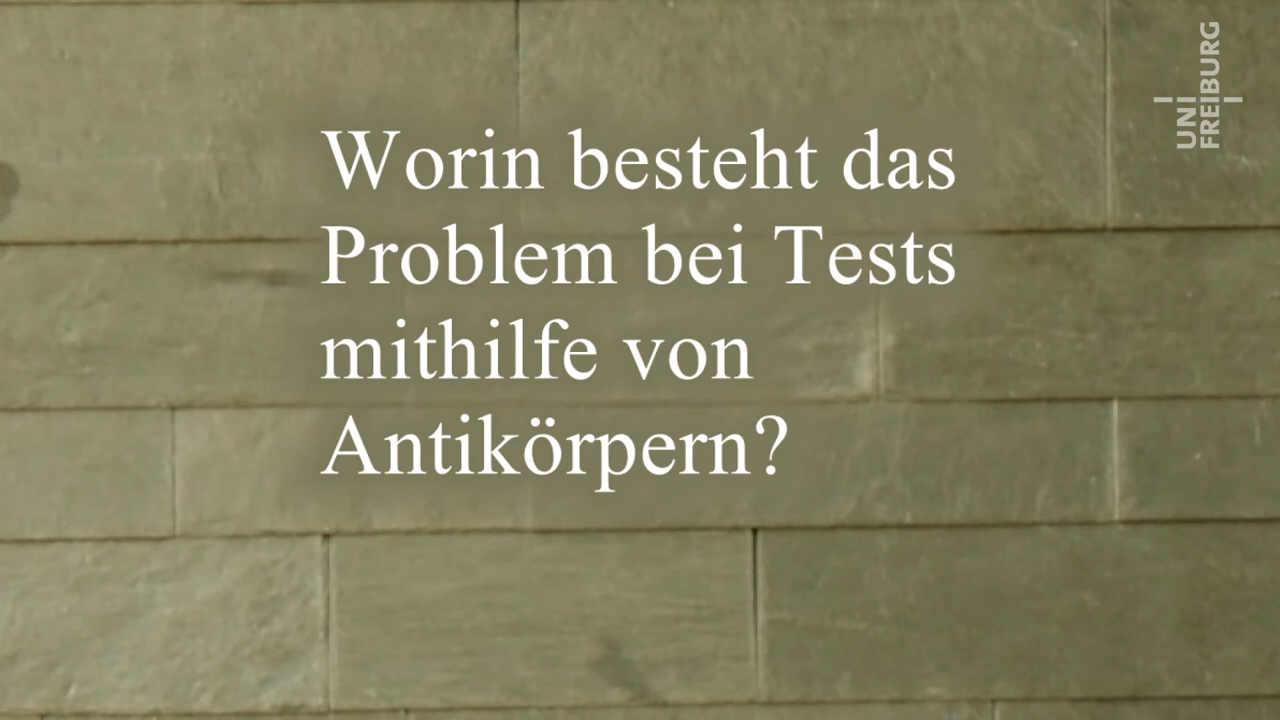 Worin besteht das
Problem bei Tests
mithilfe von
Antikörpern?
UNI
FREIBURG